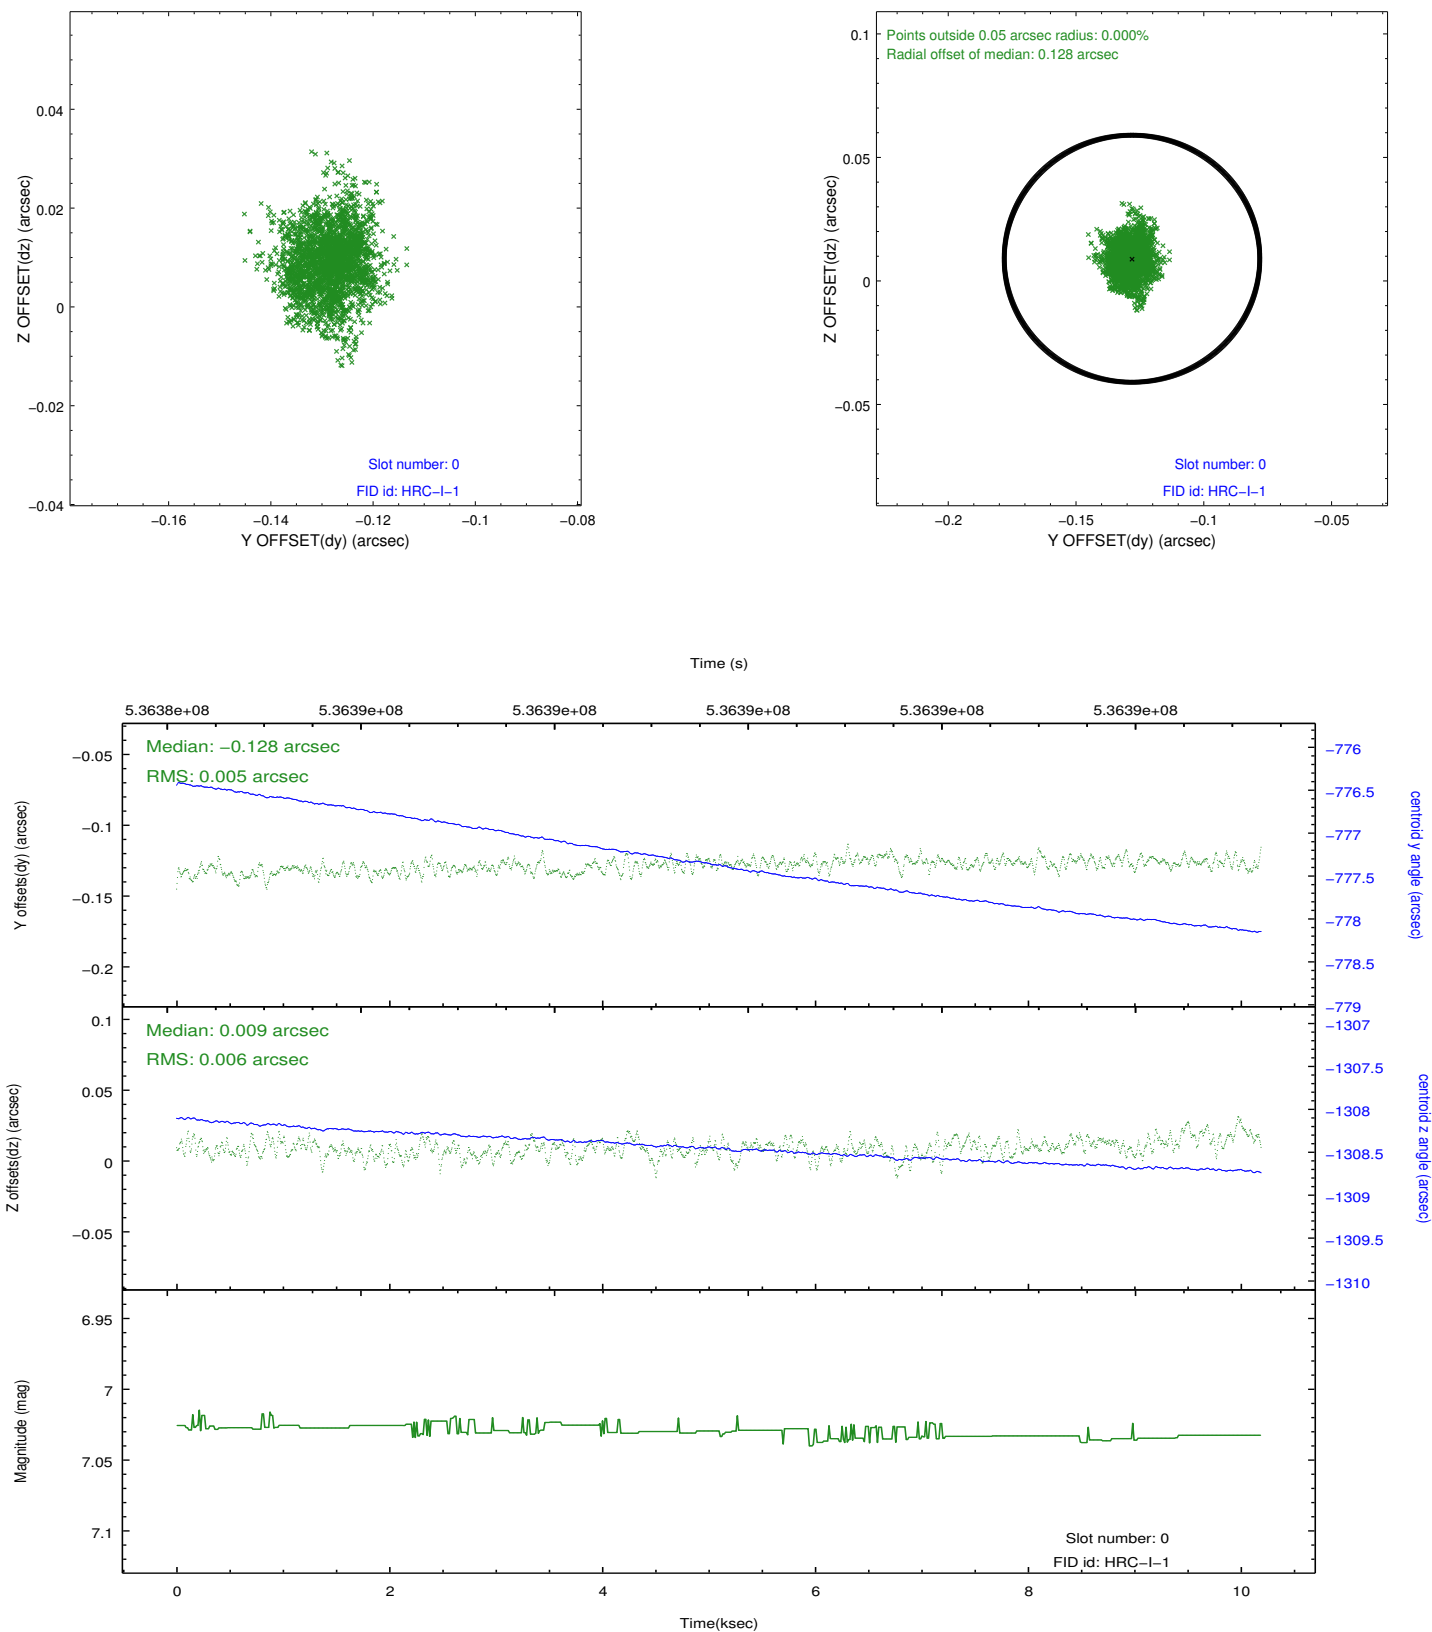 0.04
0.02
0
−0.02
−0.04
Z OFFSET(dz) (arcsec)
Slot number: 0
FID id: HRC−I−1
−0.16
−0.14
−0.12
−0.1
−0.08
Y OFFSET(dy) (arcsec)
Points outside 0.05 arcsec radius: 0.000%
Radial offset of median: 0.128 arcsec
0.1
0.05
0
−0.05
Z OFFSET(dz) (arcsec)
Slot number: 0
FID id: HRC−I−1
−0.2
−0.15
−0.1
−0.05
Y OFFSET(dy) (arcsec)
Time (s)
5.3638e+08
5.3639e+08
5.3639e+08
5.3639e+08
5.3639e+08
5.3639e+08
Median: −0.128 arcsec
RMS: 0.005 arcsec
−0.05
−0.1
−0.15
−0.2
Y offsets(dy) (arcsec)
−776
−776.5
−777
−777.5
−778
−778.5
−779
centroid y angle (arcsec)
Median: 0.009 arcsec
RMS: 0.006 arcsec
0.1
0.05
0
−0.05
Z offsets(dz) (arcsec)
−1307
−1307.5
−1308
−1308.5
−1309
−1309.5
−1310
centroid z angle (arcsec)
6.95
7
7.05
7.1
Magnitude (mag)
Slot number: 0
FID id: HRC−I−1
0
2
4
6
8
10
Time(ksec)